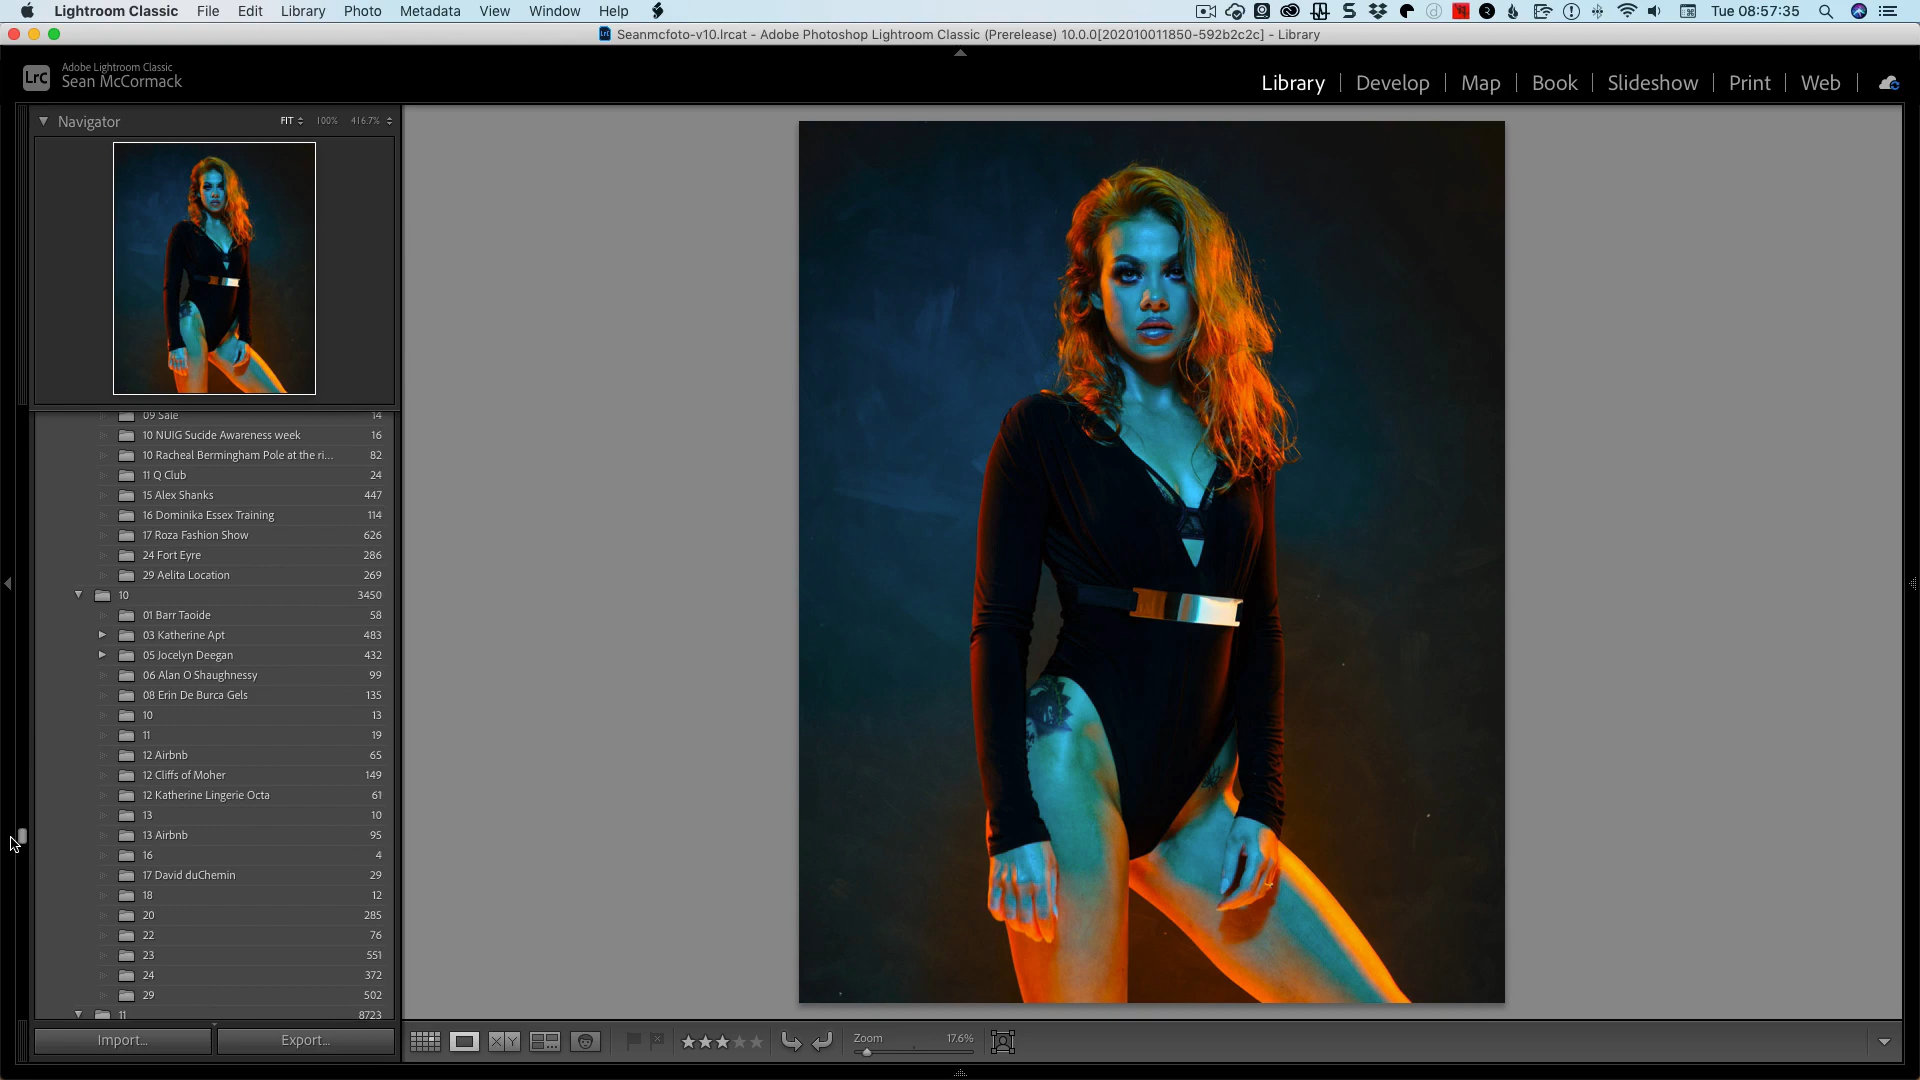 Lightroom Classic File Edit Library Photo Metadata View Window Help Tue 08:57:35
Seanmcfoto-v10.lrcat - Adobe Photoshop Lightroom Classic (Prerelease) 10.0.0[202010011850-592b2c2c] - Library
LrC Adobe Lightroom Classic
Sean McCormack
Library Develop Map Book Slideshow Print Web
Navigator FIT 100% 416.7%
09 Sale 14
10 NUIG Sucide Awareness week 16
10 Racheal Bermingham Pole at the ri... 82
11 Q Club 24
15 Alex Shanks 447
16 Dominika Essex Training 114
17 Roza Fashion Show 626
24 Fort Eyre 286
29 Aelita Location 269
10 3450
01 Barr Taoide 58
03 Katherine Apt 483
05 Jocelyn Deegan 432
06 Alan O Shaughnessy 99
08 Erin De Burca Gels 135
10 13
11 19
12 Airbnb 65
12 Cliffs of Moher 149
12 Katherine Lingerie Octa 61
13 10
13 Airbnb 95
16 4
17 David duChemin 29
18 12
20 285
22 76
23 551
24 372
29 502
11 8723
Import... Export... XY Zoom 17.6%